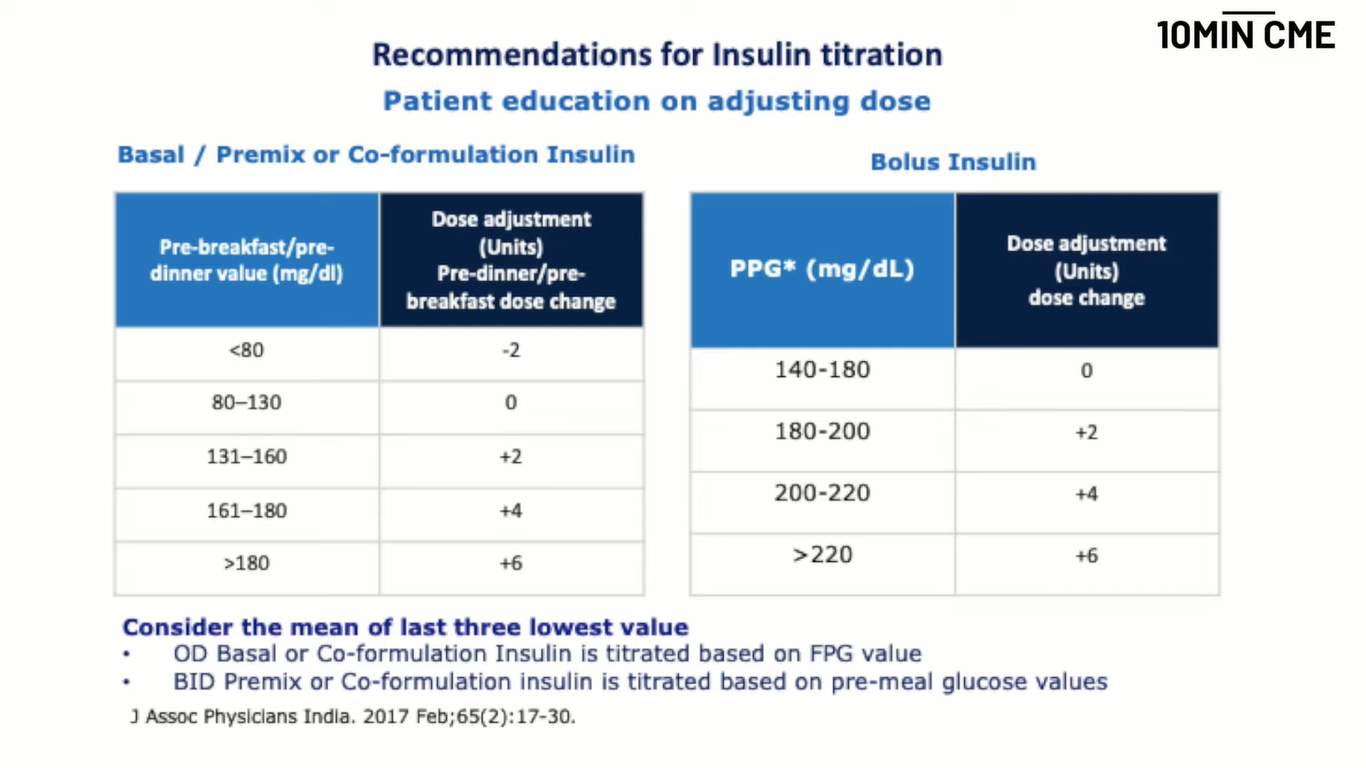 10MIN CME
Recommendations for Insulin titration
Patient education on adjusting dose
Basal / Premix or Co-formulation Insulin
Pre-breakfast/pre-
dinner value (mg/dl)
Dose adjustment
(Units)
Pre-dinner/pre-
breakfast dose change
<80 -2
80–130 0
131–160 +2
161–180 +4
>180 +6
Bolus Insulin
PPG* (mg/dL)
Dose adjustment
(Units)
dose change
140-180 0
180-200 +2
200-220 +4
>220 +6
Consider the mean of last three lowest value
• OD Basal or Co-formulation Insulin is titrated based on FPG value
• BID Premix or Co-formulation insulin is titrated based on pre-meal glucose values
J Assoc Physicians India. 2017 Feb;65(2):17-30.